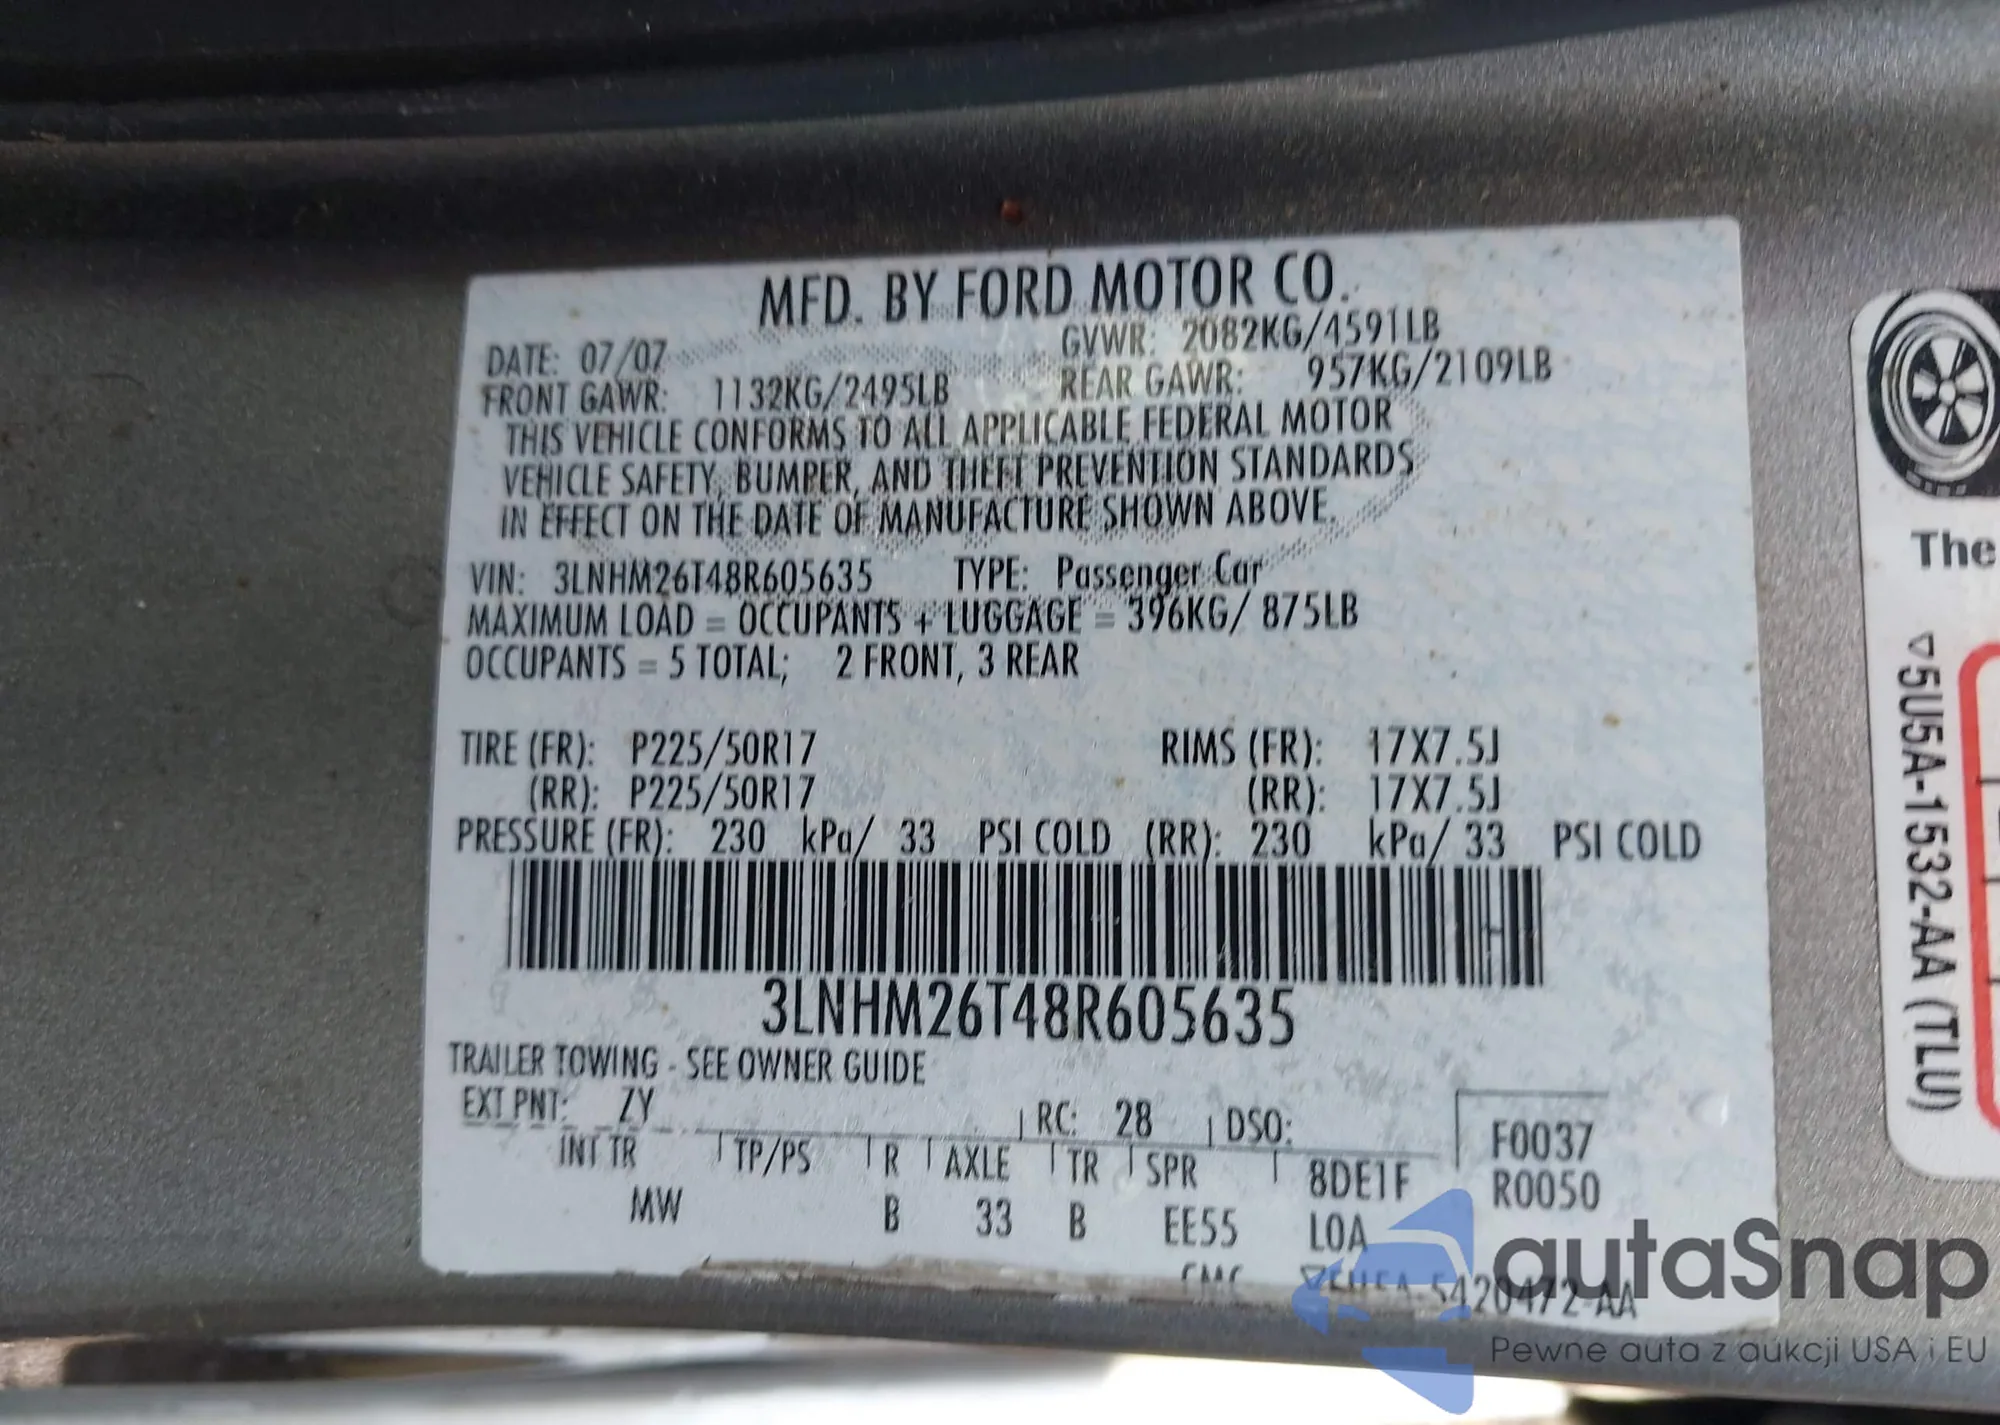 MFD. BY FORD MOTOR CO.
DATE: 07/07 GVWR: 2082KG/4591LB
FRONT GAWR: 1132KG/2495LB REAR GAWR: 957KG/2109LB
THIS VEHICLE CONFORMS TO ALL APPLICABLE FEDERAL MOTOR
VEHICLE SAFETY, BUMPER, AND THEFT PREVENTION STANDARDS
IN EFFECT ON THE DATE OF MANUFACTURE SHOWN ABOVE.
VIN: 3LNHM26T48R605635 TYPE: Passenger Car
MAXIMUM LOAD = OCCUPANTS + LUGGAGE = 396KG/ 875LB
OCCUPANTS = 5 TOTAL; 2 FRONT, 3 REAR
TIRE (FR): P225/50R17 RIMS (FR): 17X7.5J
(RR): P225/50R17 (RR): 17X7.5J
PRESSURE (FR): 230 kPa/ 33 PSI COLD (RR): 230 kPa/ 33 PSI COLD
3LNHM26T48R605635
TRAILER TOWING - SEE OWNER GUIDE
EXT PNT: ZY RC: 28 DSO: F0037
INT TR TP/PS R AXLE TR SPR 8DE1F R0050
MW B 33 B EE55 LOA
5420472-AA
The
▽5U5A-1532-AA (TLU)
autaSnap
Pewne auta z aukcji USA i EU